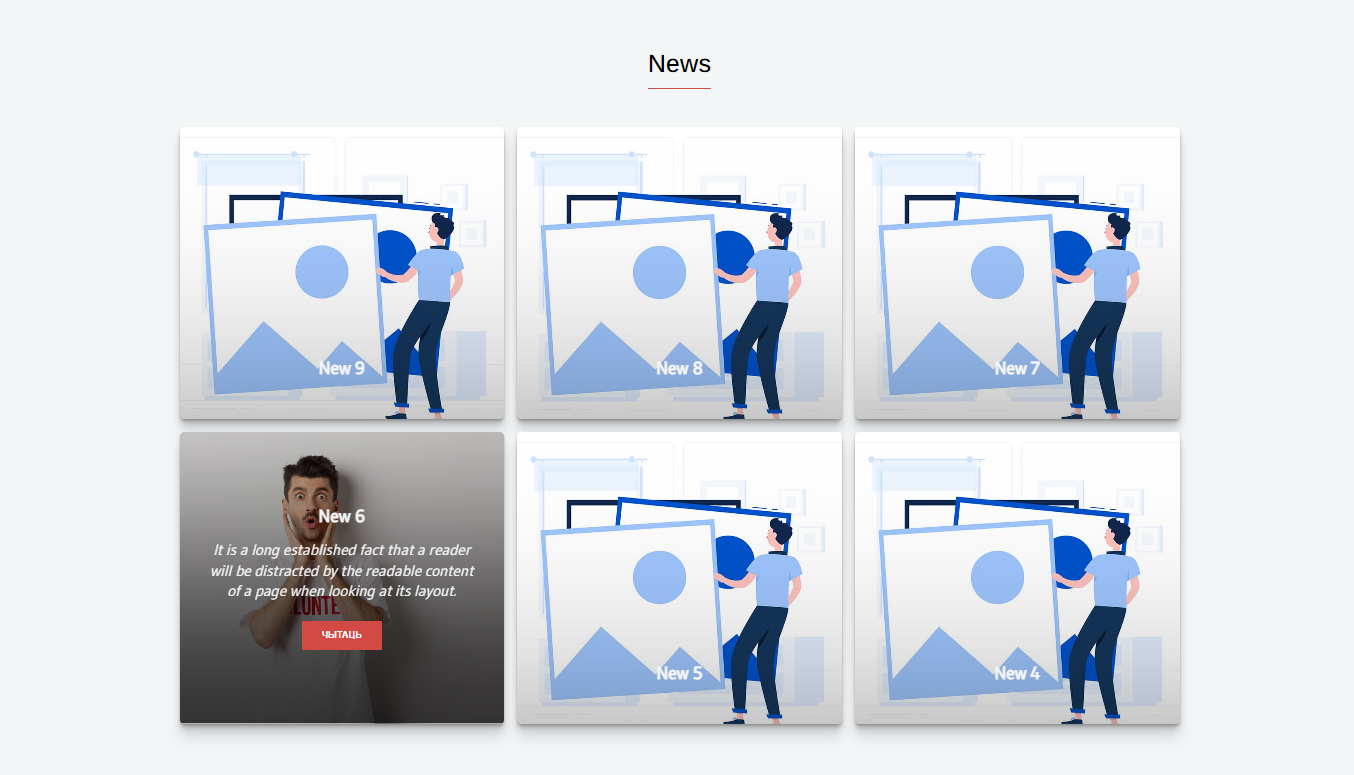 News
New 9
New 8
New 7
New 6
It is a long established fact that a reader
will be distracted by the readable content
of a page when looking at its layout.
LUNTE
ЧЫТАЦЬ
New 5
New 4